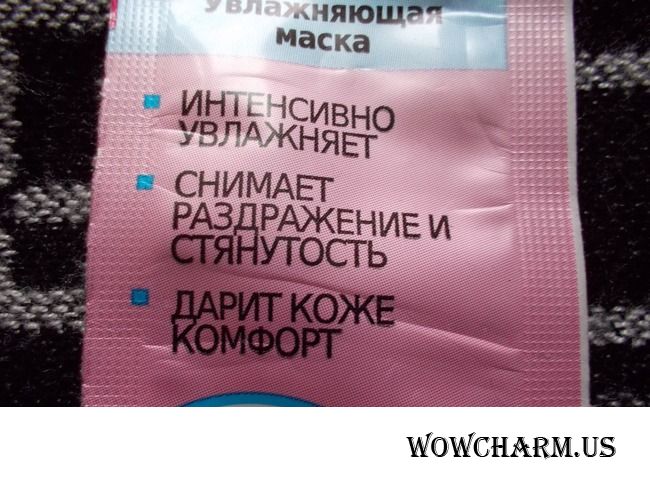 Увлажняющая
маска
ИНТЕНСИВНО
УВЛАЖНЯЕТ
СНИМАЕТ
РАЗДРАЖЕНИЕ И
СТЯНУТОСТЬ
ДАРИТ КОЖЕ
КОМФОРТ
WOWCHARM.US